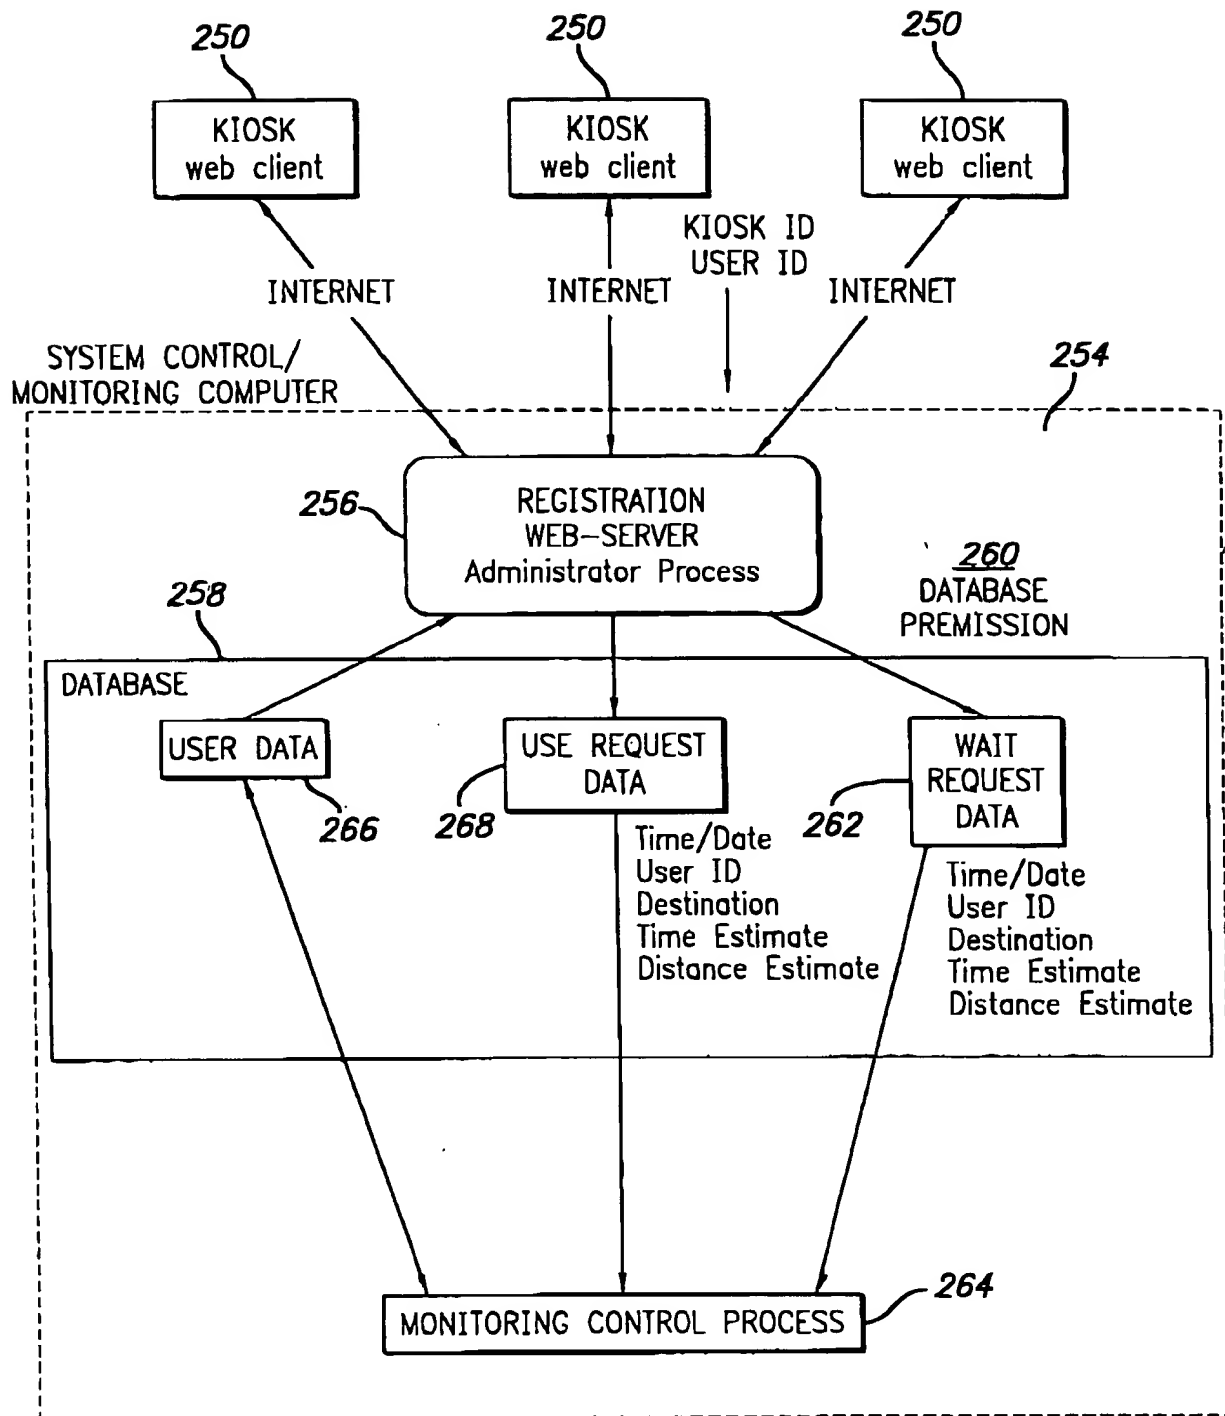 250
250
250
KIOSK
web client
KIOSK
web client
KIOSK
web client
KIOSK ID
USER ID
INTERNET
INTERNET
INTERNET
SYSTEM CONTROL/
MONITORING COMPUTER
254
256
REGISTRATION
WEB-SERVER
Administrator Process
260
DATABASE
PREMISSION
258
DATABASE
USER DATA
266
USE REQUEST
DATA
268
WAIT
REQUEST
DATA
262
Time/Date
User ID
Destination
Time Estimate
Distance Estimate
Time/Date
User ID
Destination
Time Estimate
Distance Estimate
264
MONITORING CONTROL PROCESS